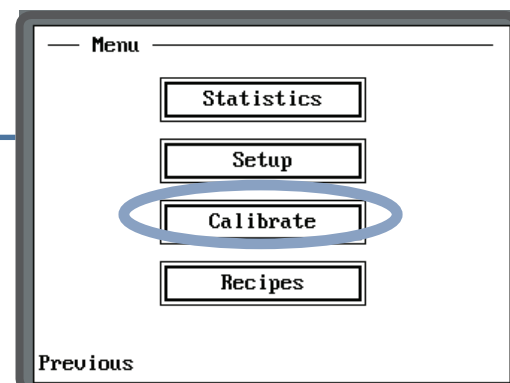 Menu
Statistics
Setup
Calibrate
Recipes
Previous